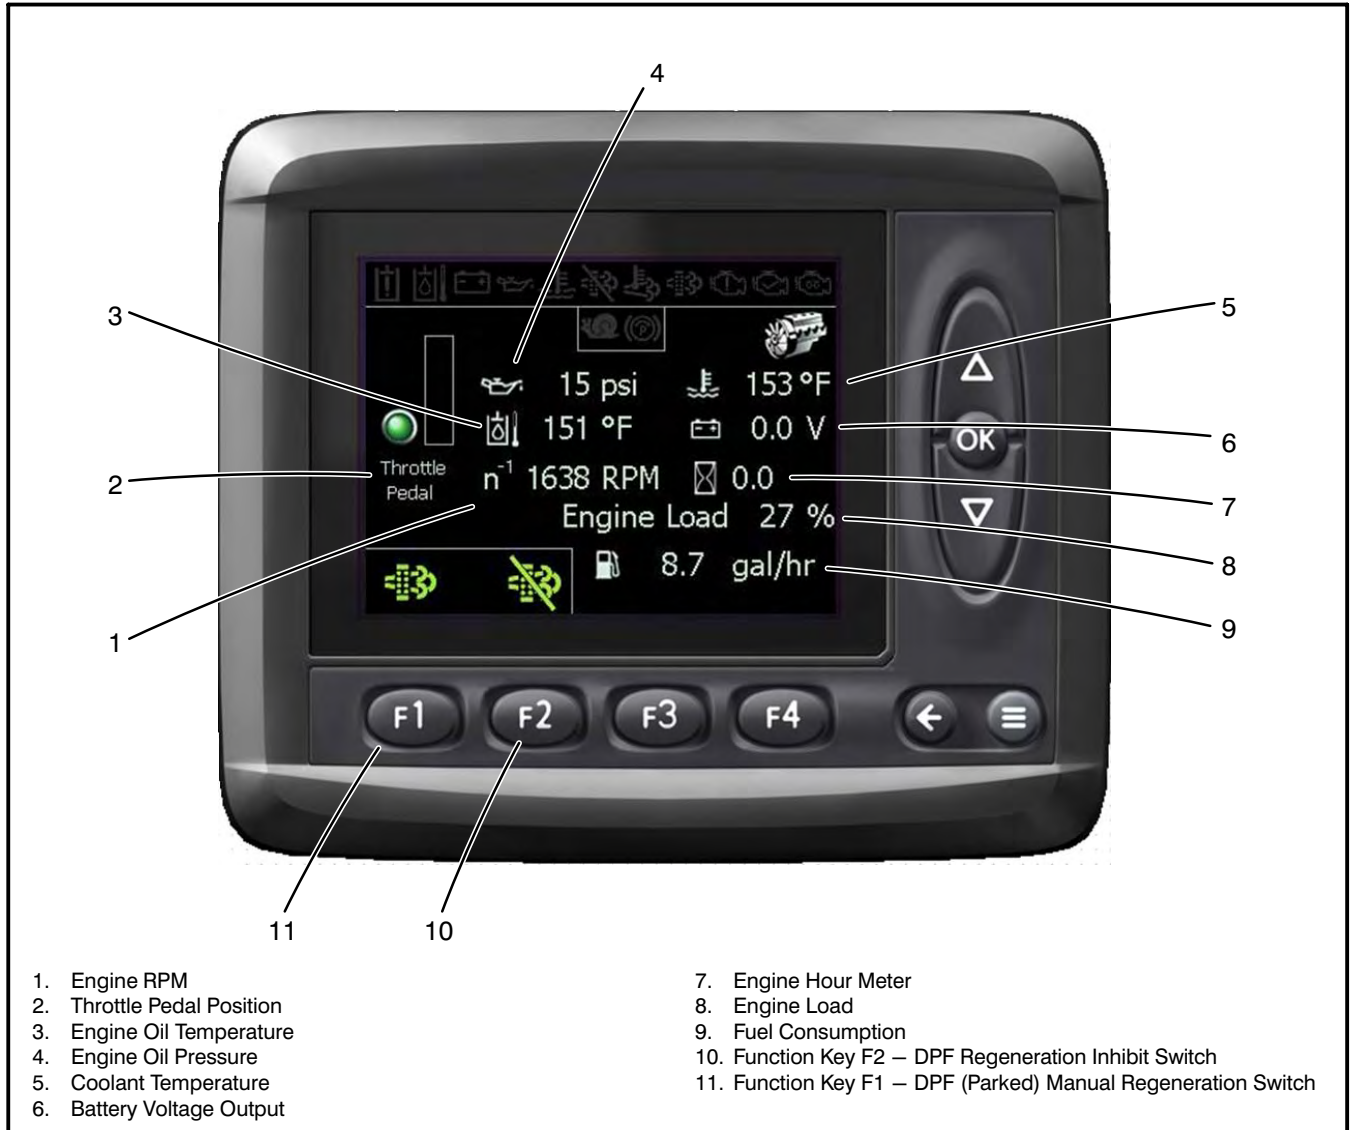 4
3
5
15 psi 153 °F
151 °F 0.0 V
OK
6
Throttle
Pedal
2
n⁻¹ 1638 RPM 0.0
7
Engine Load 27 %
8
8.7 gal/hr
1
9
F1 F2 F3 F4
11 10
1. Engine RPM
2. Throttle Pedal Position
3. Engine Oil Temperature
4. Engine Oil Pressure
5. Coolant Temperature
6. Battery Voltage Output
7. Engine Hour Meter
8. Engine Load
9. Fuel Consumption
10. Function Key F2 – DPF Regeneration Inhibit Switch
11. Function Key F1 – DPF (Parked) Manual Regeneration Switch